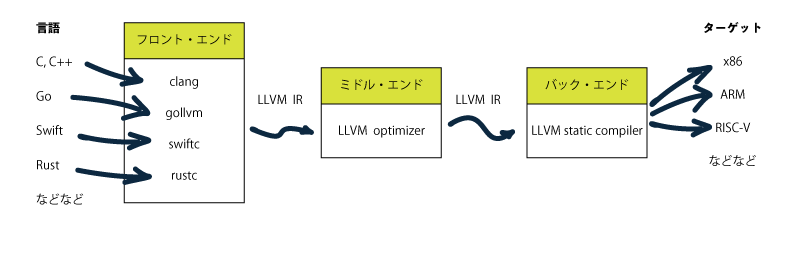 言語
C, C++
Go
Swift
Rust
などなど
フロント・エンド
clang
gollvm
swiftc
rustc
LLVM IR
ミドル・エンド
LLVM optimizer
LLVM IR
バック・エンド
LLVM static compiler
ターゲット
x86
ARM
RISC-V
などなど